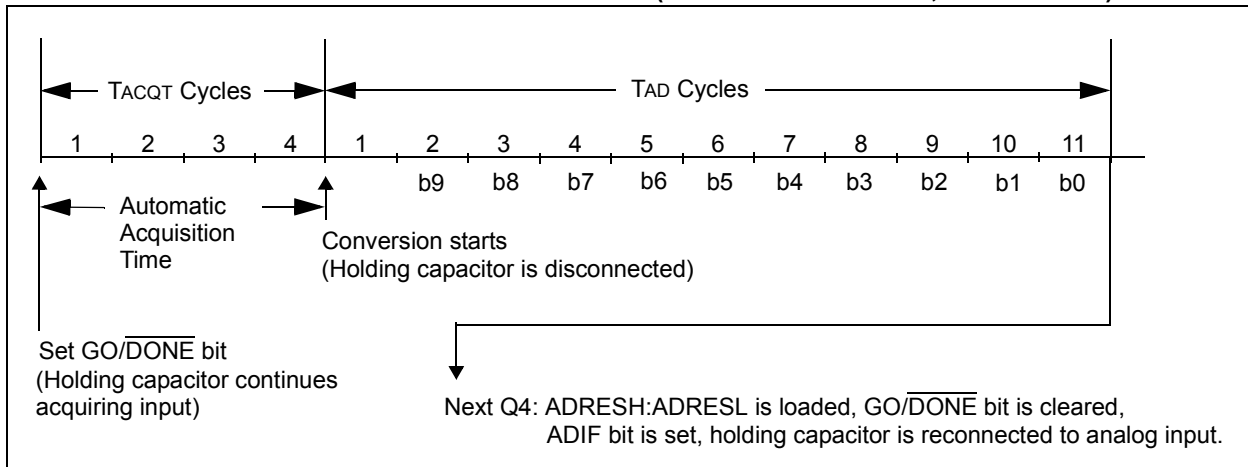 TACQT Cycles
TAD Cycles
1 2 3 4 1 2 3 4 5 6 7 8 9 10 11
b9 b8 b7 b6 b5 b4 b3 b2 b1 b0
Automatic
Acquisition
Time
Conversion starts
(Holding capacitor is disconnected)
Set GO/DONE bit
(Holding capacitor continues
acquiring input)
Next Q4: ADRESH:ADRESL is loaded, GO/DONE bit is cleared,
ADIF bit is set, holding capacitor is reconnected to analog input.